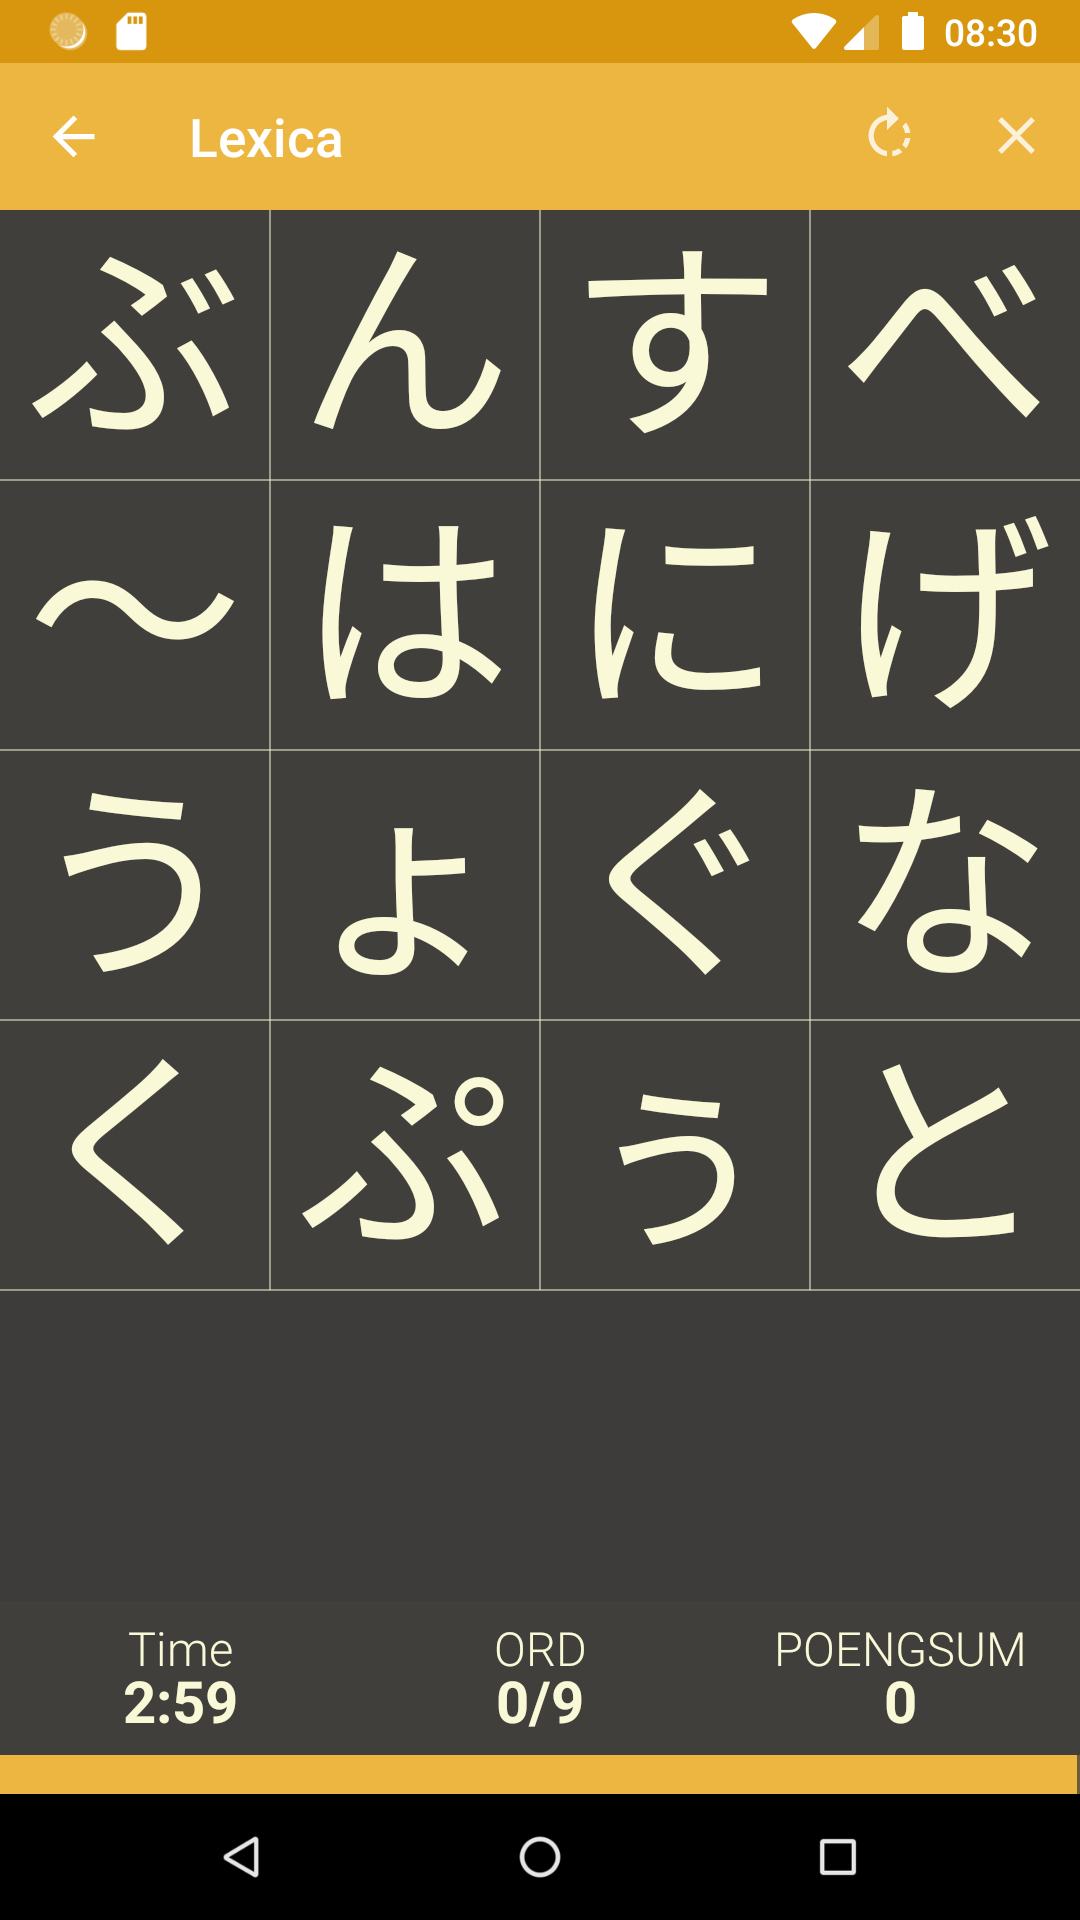 08:30
Lexica
ぶ ん す べ
〜 は に げ
う ょ ぐ な
く ぷ ぅ と
Time ORD POENGSUM
2:59 0/9 0